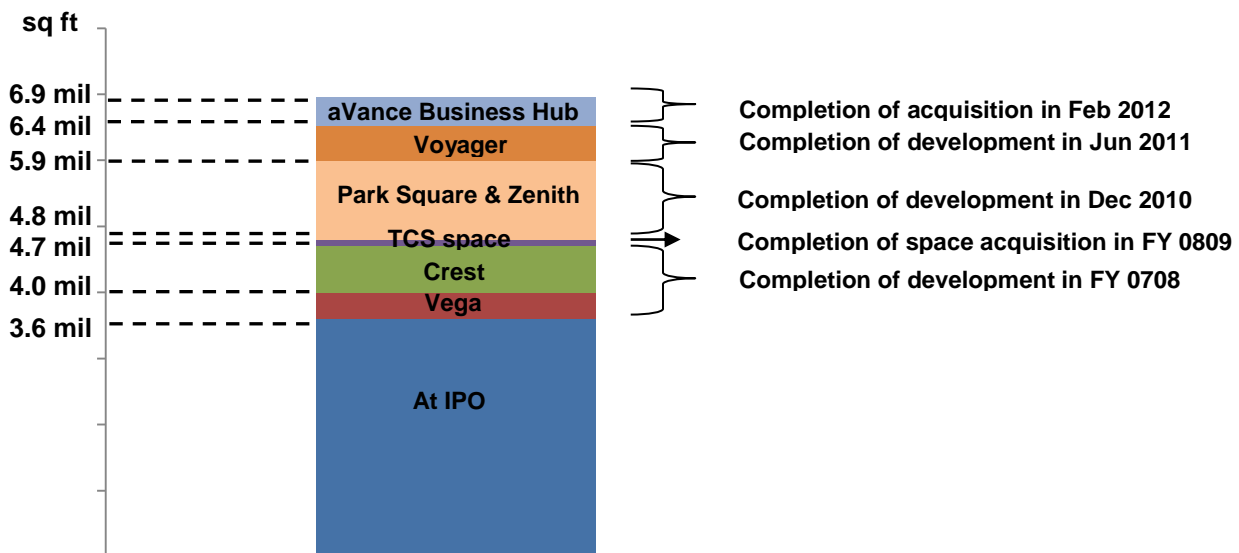 sq ft
6.9 mil
6.4 mil
5.9 mil
4.8 mil
4.7 mil
4.0 mil
3.6 mil
aVance Business Hub
Voyager
Park Square & Zenith
TCS space
Crest
Vega
At IPO
Completion of acquisition in Feb 2012
Completion of development in Jun 2011
Completion of development in Dec 2010
Completion of space acquisition in FY 0809
Completion of development in FY 0708